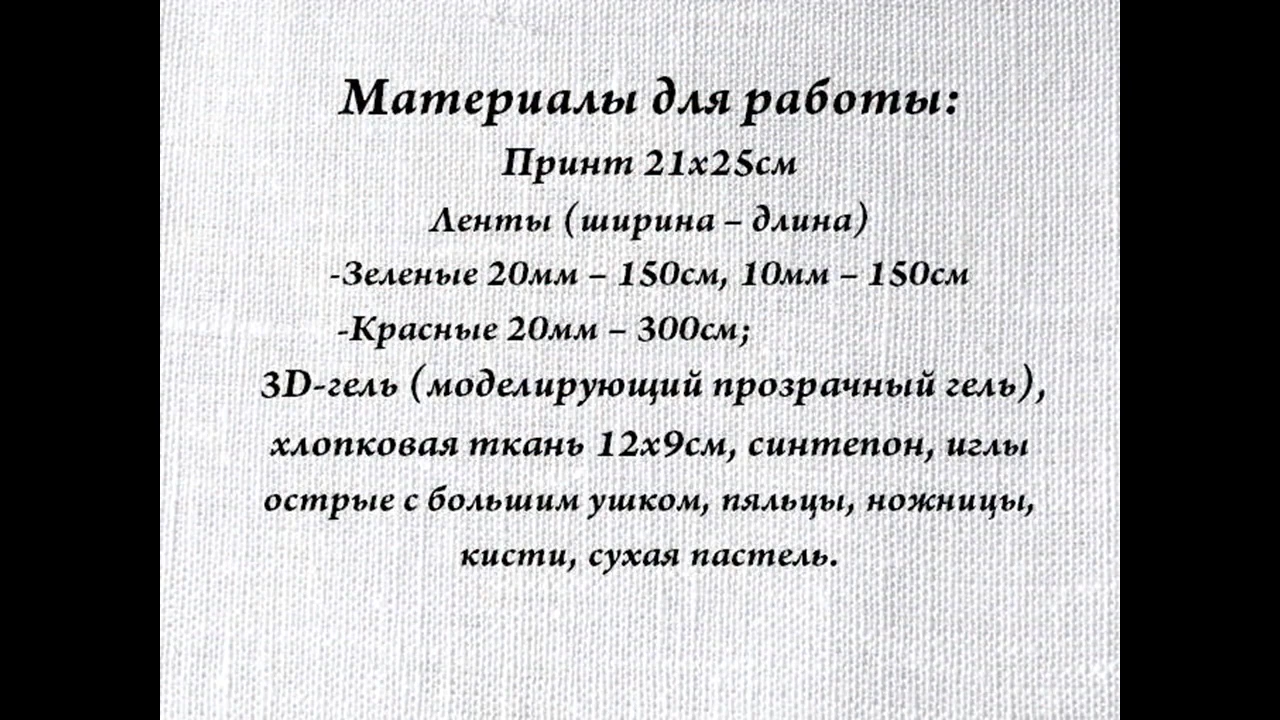 Материалы для работы:
Принт 21х25см
Ленты (ширина – длина)
-Зеленые 20мм – 150см, 10мм – 150см
-Красные 20мм – 300см;
3D-гель (моделирующий прозрачный гель),
хлопковая ткань 12х9см, синтепон, иглы
острые с большим ушком, пяльцы, ножницы,
кисти, сухая пастель.